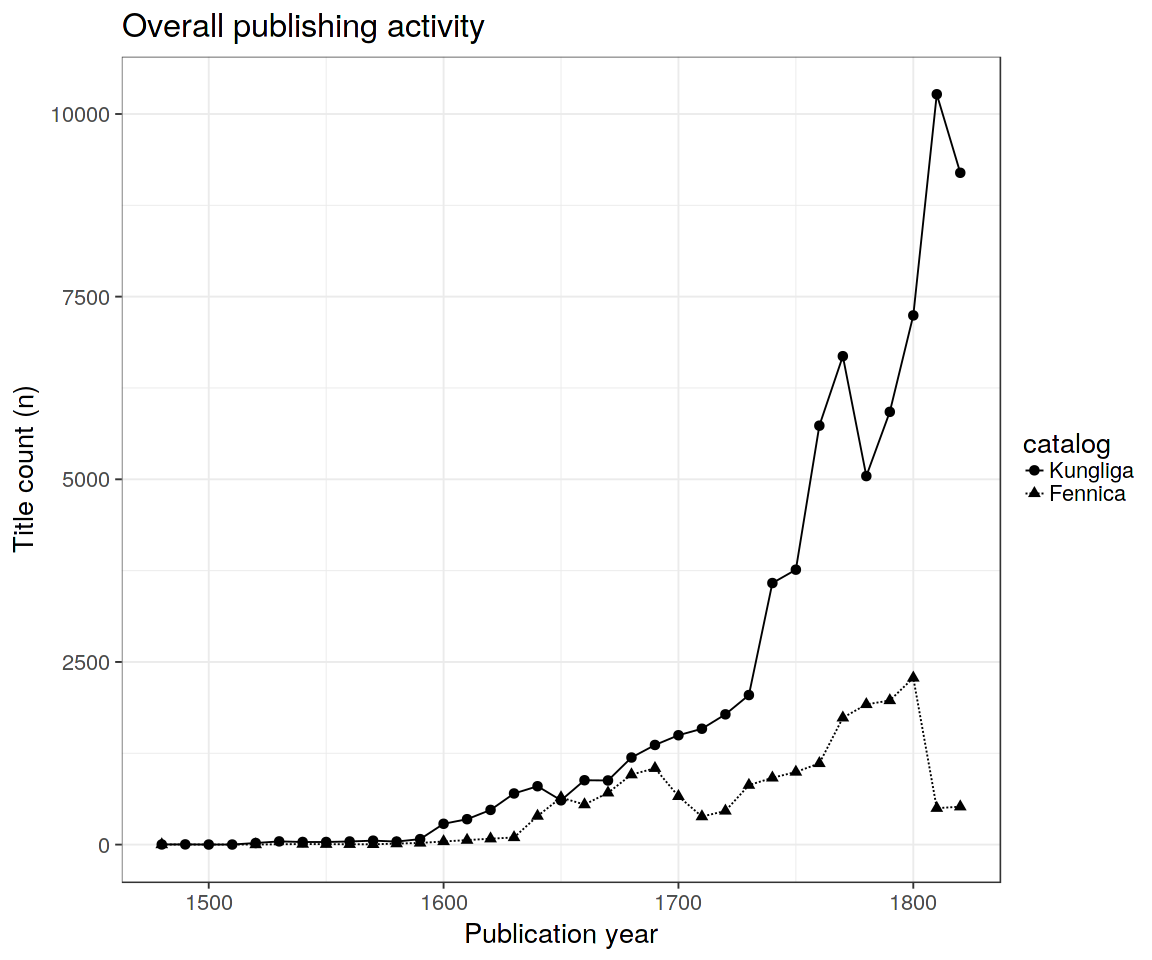 Overall publishing activity
10000
7500
5000
2500
0
Title count (n)
1500
1600
1700
1800
Publication year
catalog
Kungliga
Fennica